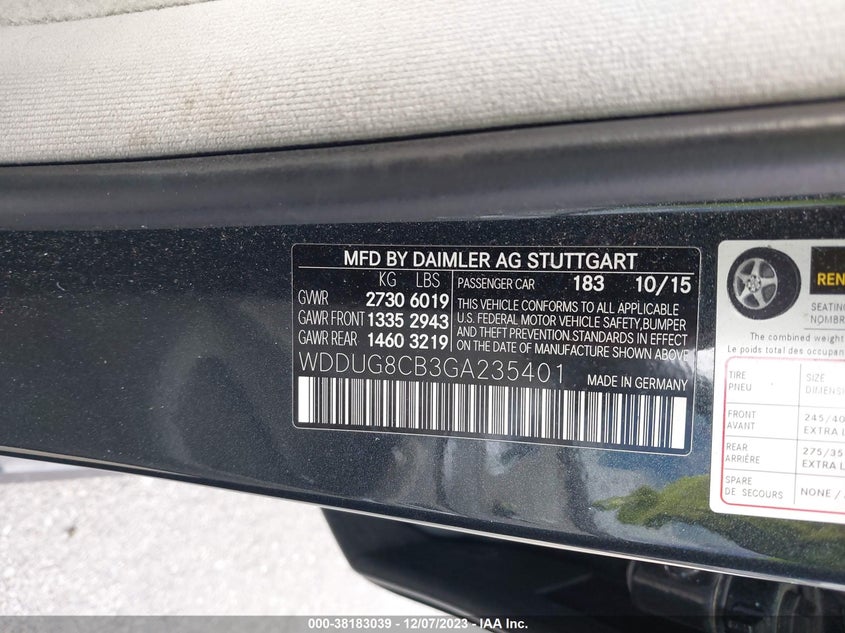 MFD BY DAIMLER AG STUTTGART
KG LBS
GVWR 2730 6019
GAWR FRONT 1335 2943
GAWR REAR 1460 3219
PASSENGER CAR 183 10/15
THIS VEHICLE CONFORMS TO ALL APPLICABLE
U.S. FEDERAL MOTOR VEHICLE SAFETY, BUMPER
AND THEFT PREVENTION STANDARDS IN EFFECT
ON THE DATE OF MANUFACTURE SHOWN ABOVE
WDDUG8CB3GA235401
MADE IN GERMANY
REN
SEATING
NOMBR
The combined weight
Le poids total des
TIRE
PNEU
SIZE
DIMENS
FRONT
AVANT
245/40
EXTRA L
REAR
ARRIÈRE
275/35
EXTRA L
SPARE
DE SECOURS
NONE /
000-38183039 - 12/07/2023 - IAA, Inc.